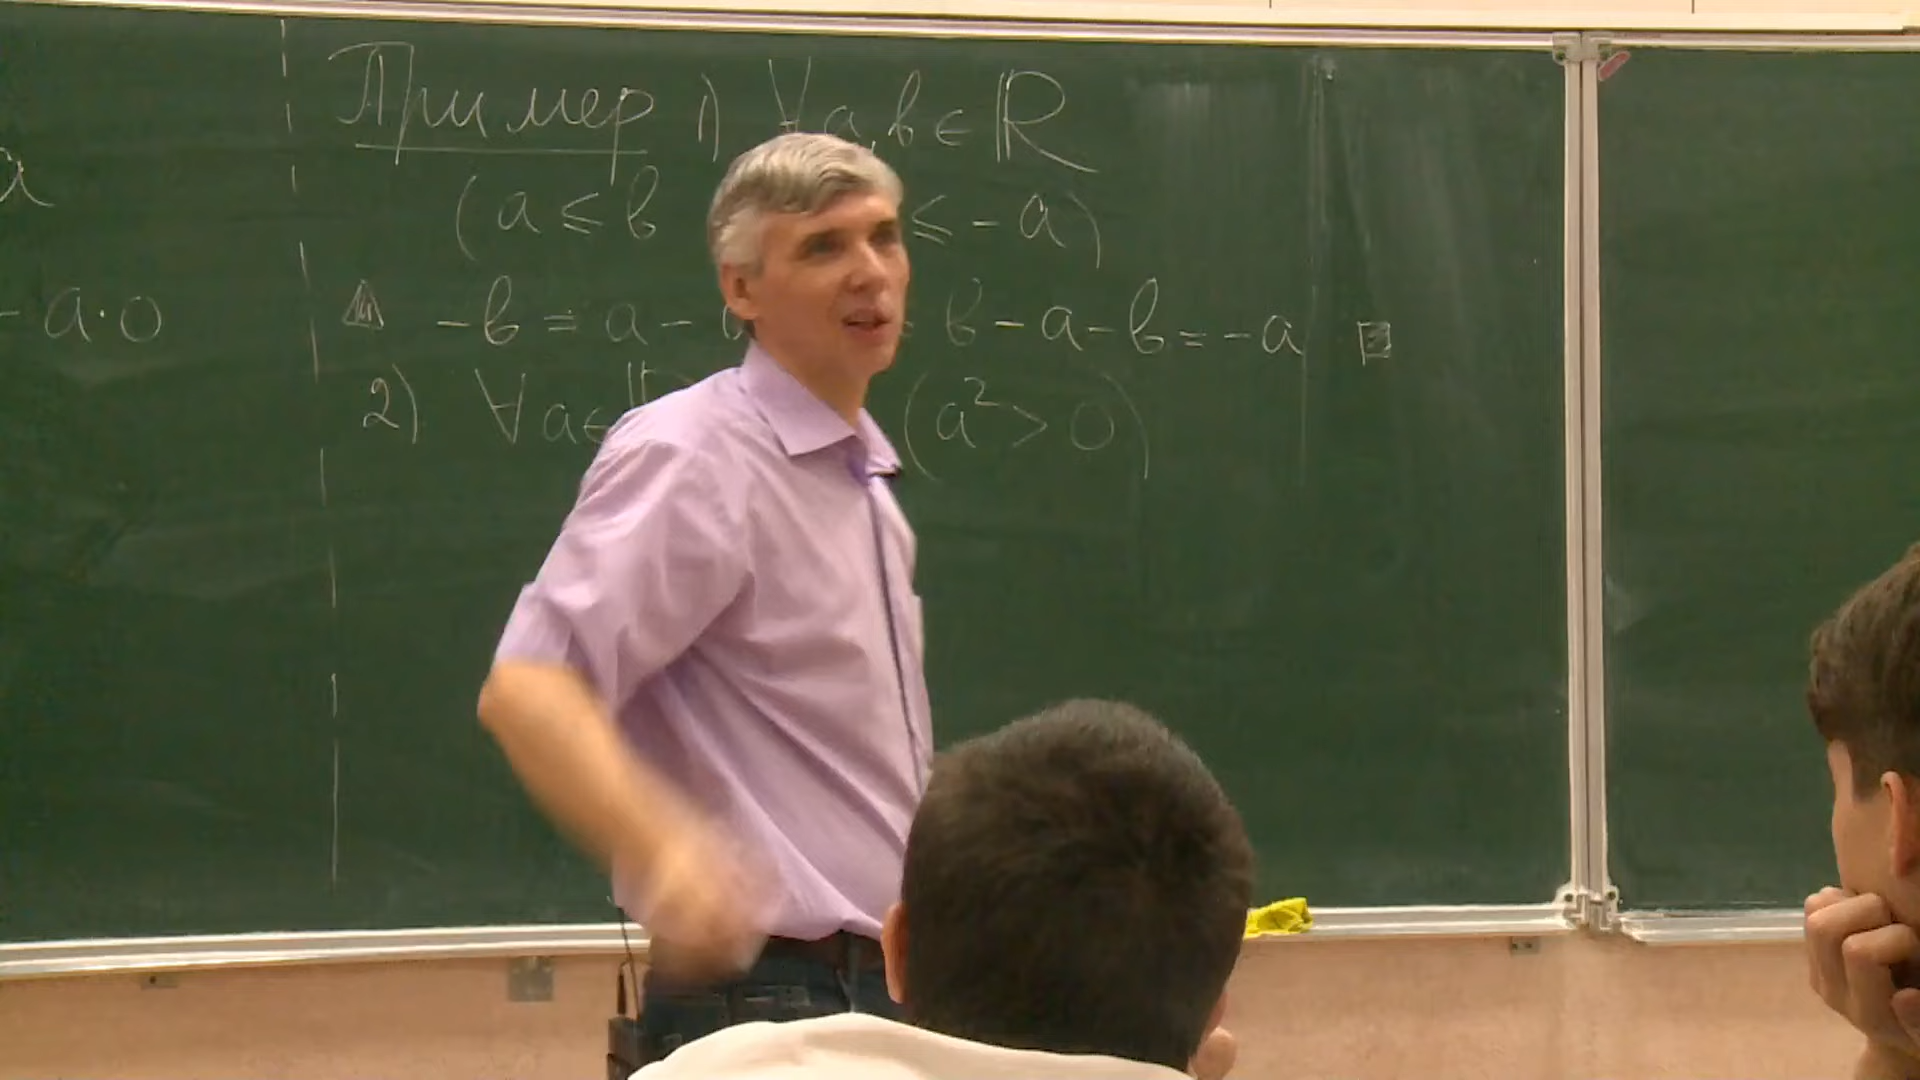 a
- a·0
Пример 1) ∀a,b∈ℝ
(a ≤ b ≤ -a)
-b = a - b - a - b = -a
2) ∀a∈ (a² > 0)